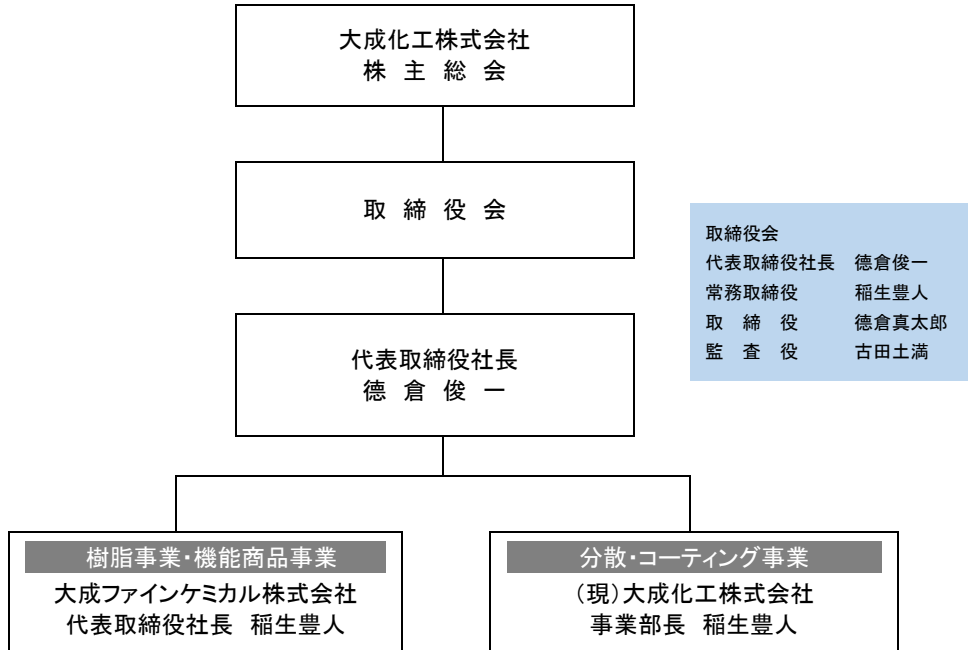 大成化工株式会社
株 主 総 会
取 締 役 会
取締役会
代表取締役社長 德倉俊一
常務取締役 稲生豊人
取 締 役 德倉真太郎
監 査 役 古田土満
代表取締役社長
德 倉 俊 一
樹脂事業・機能商品事業
大成ファインケミカル株式会社
代表取締役社長 稲生豊人
分散・コーティング事業
（現）大成化工株式会社
事業部長 稲生豊人